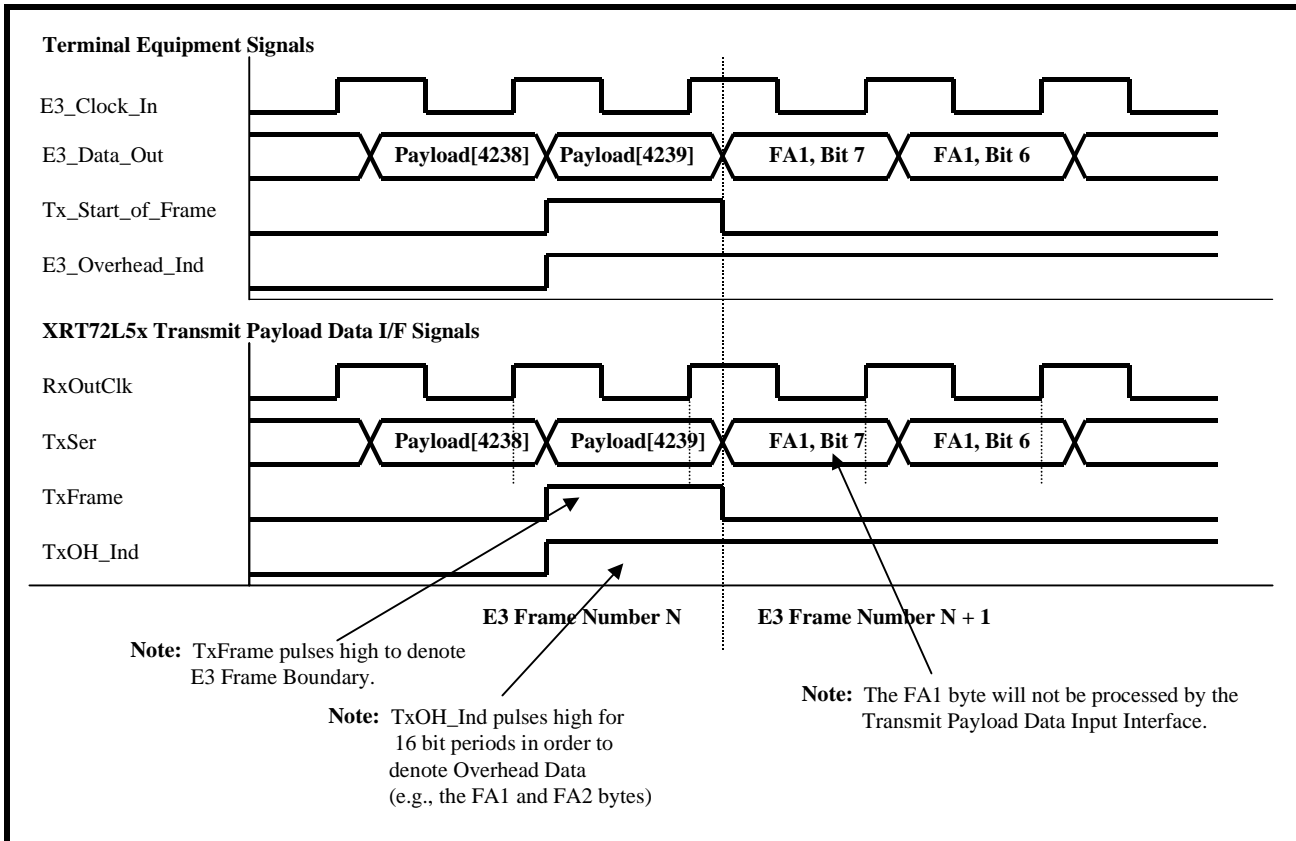 Terminal Equipment Signals
E3_Clock_In
E3_Data_Out
Payload[4238]
Payload[4239]
FA1, Bit 7
FA1, Bit 6
Tx_Start_of_Frame
E3_Overhead_Ind
XRT72L5x Transmit Payload Data I/F Signals
RxOutClk
TxSer
Payload[4238]
Payload[4239]
FA1, Bit 7
FA1, Bit 6
TxFrame
TxOH_Ind
E3 Frame Number N
E3 Frame Number N + 1
Note: TxFrame pulses high to denote
E3 Frame Boundary.
Note: TxOH_Ind pulses high for
16 bit periods in order to
denote Overhead Data
(e.g., the FA1 and FA2 bytes)
Note: The FA1 byte will not be processed by the
Transmit Payload Data Input Interface.